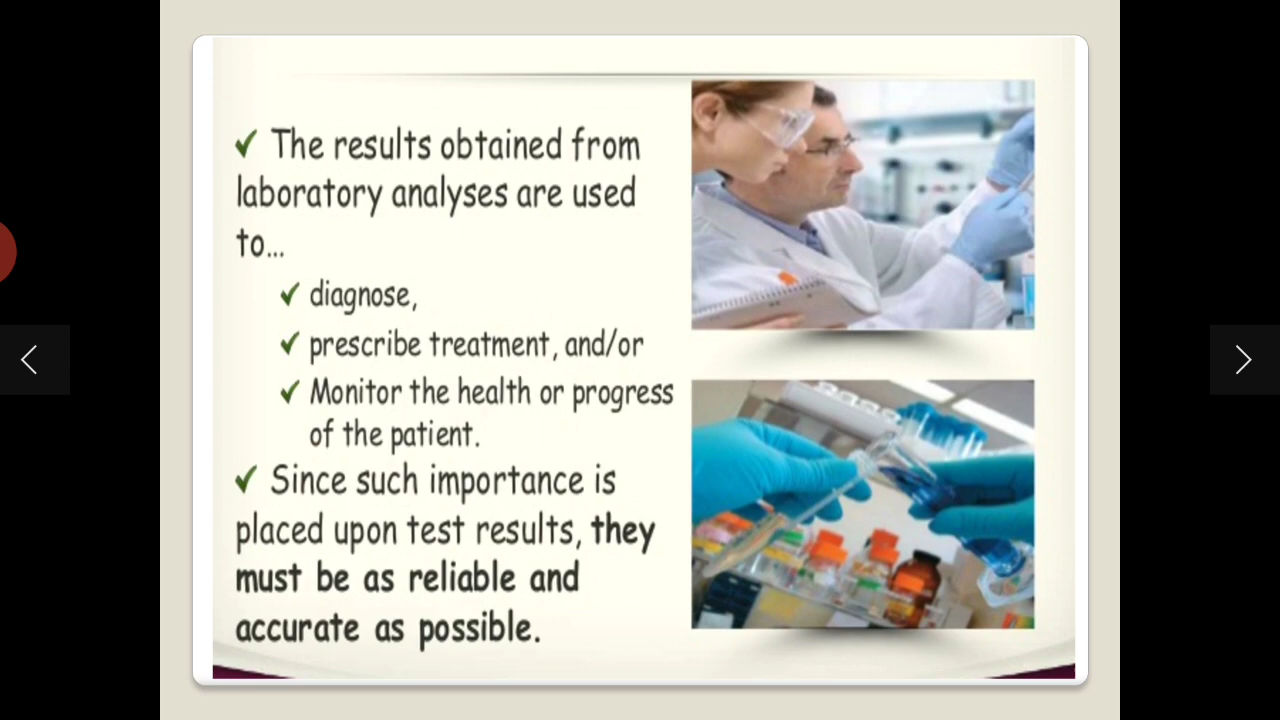 ✓ The results obtained from
laboratory analyses are used
to...
✓ diagnose,
✓ prescribe treatment, and/or
✓ Monitor the health or progress
of the patient.
✓ Since such importance is
placed upon test results, they
must be as reliable and
accurate as possible.